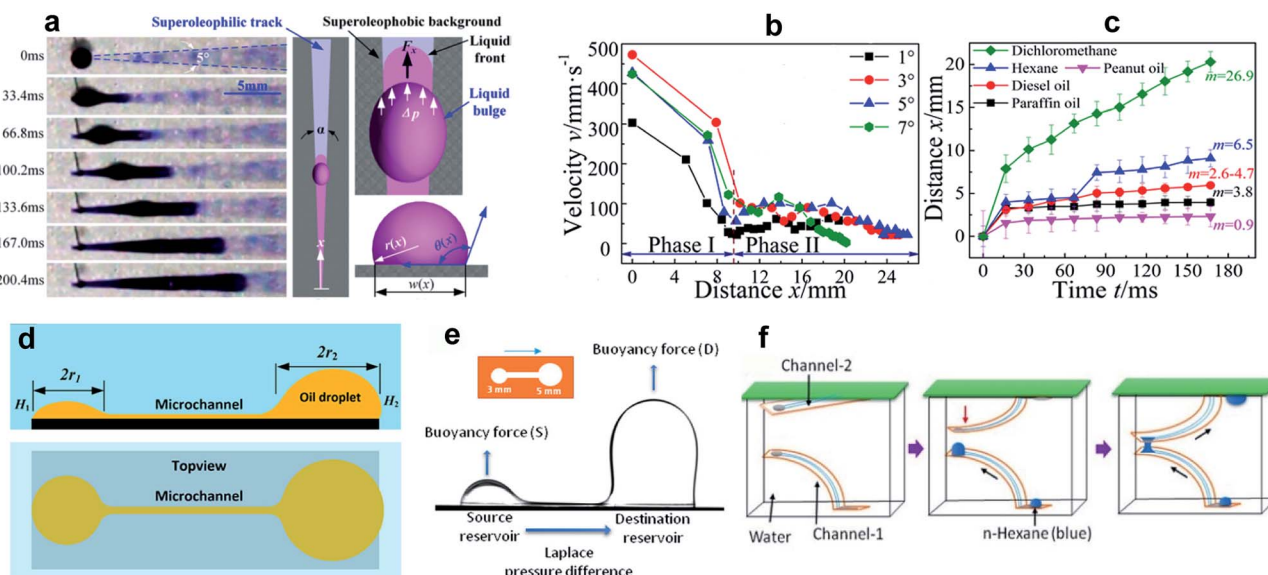 a
0ms
33.4ms
66.8ms
100.2ms
133.6ms
167.0ms
200.4ms
5°
5mm
Superoleophilic track
Superoleophobic background
α
x
Fx
Liquid front
Δp
Liquid bulge
r(x)
θ(x)
w(x)
b
Velocity v/mm·s⁻¹
500
400
300
200
100
0
1°
3°
5°
7°
Phase I
Phase II
0 4 8 12 16 20 24
Distance x/mm
c
Distance x/mm
20
15
10
5
0
Dichloromethane
Hexane
Peanut oil
Diesel oil
Paraffin oil
m=26.9
m=6.5
m=2.6-4.7
m=3.8
m=0.9
0 30 60 90 120 150 180
Time t/ms
d
2r₁
2r₂
H₁
Microchannel
Oil droplet
H₂
Topview
Microchannel
e
3 mm
5 mm
Buoyancy force (D)
Buoyancy force (S)
Source
reservoir
Destination
reservoir
Laplace
pressure difference
f
Channel-2
Water
Channel-1
n-Hexane (blue)